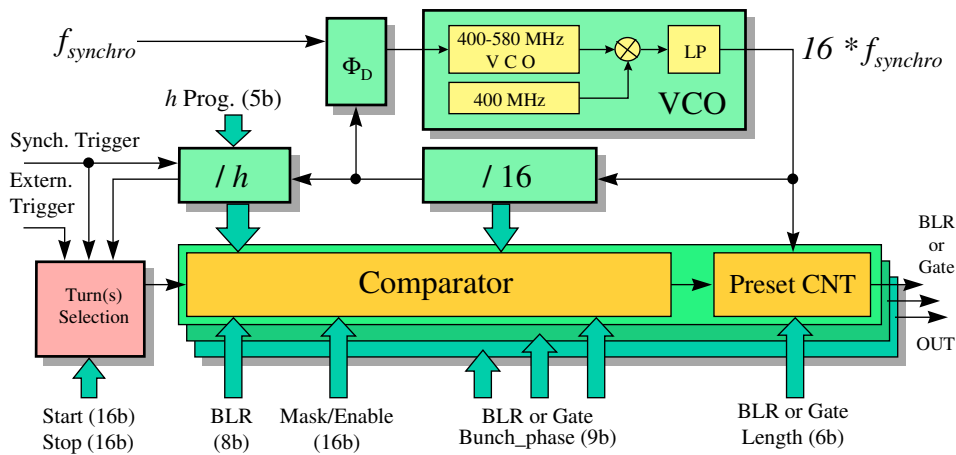 f_synchro
Φ_D
400-580 MHz
V C O
400 MHz
LP
VCO
16 * f_synchro
h Prog. (5b)
Synch. Trigger
Extern.
Trigger
/ h
/ 16
Turn(s)
Selection
Comparator
Preset CNT
BLR
or
Gate
OUT
Start (16b)
Stop (16b)
BLR
(8b)
Mask/Enable
(16b)
BLR or Gate
Bunch_phase (9b)
BLR or Gate
Length (6b)